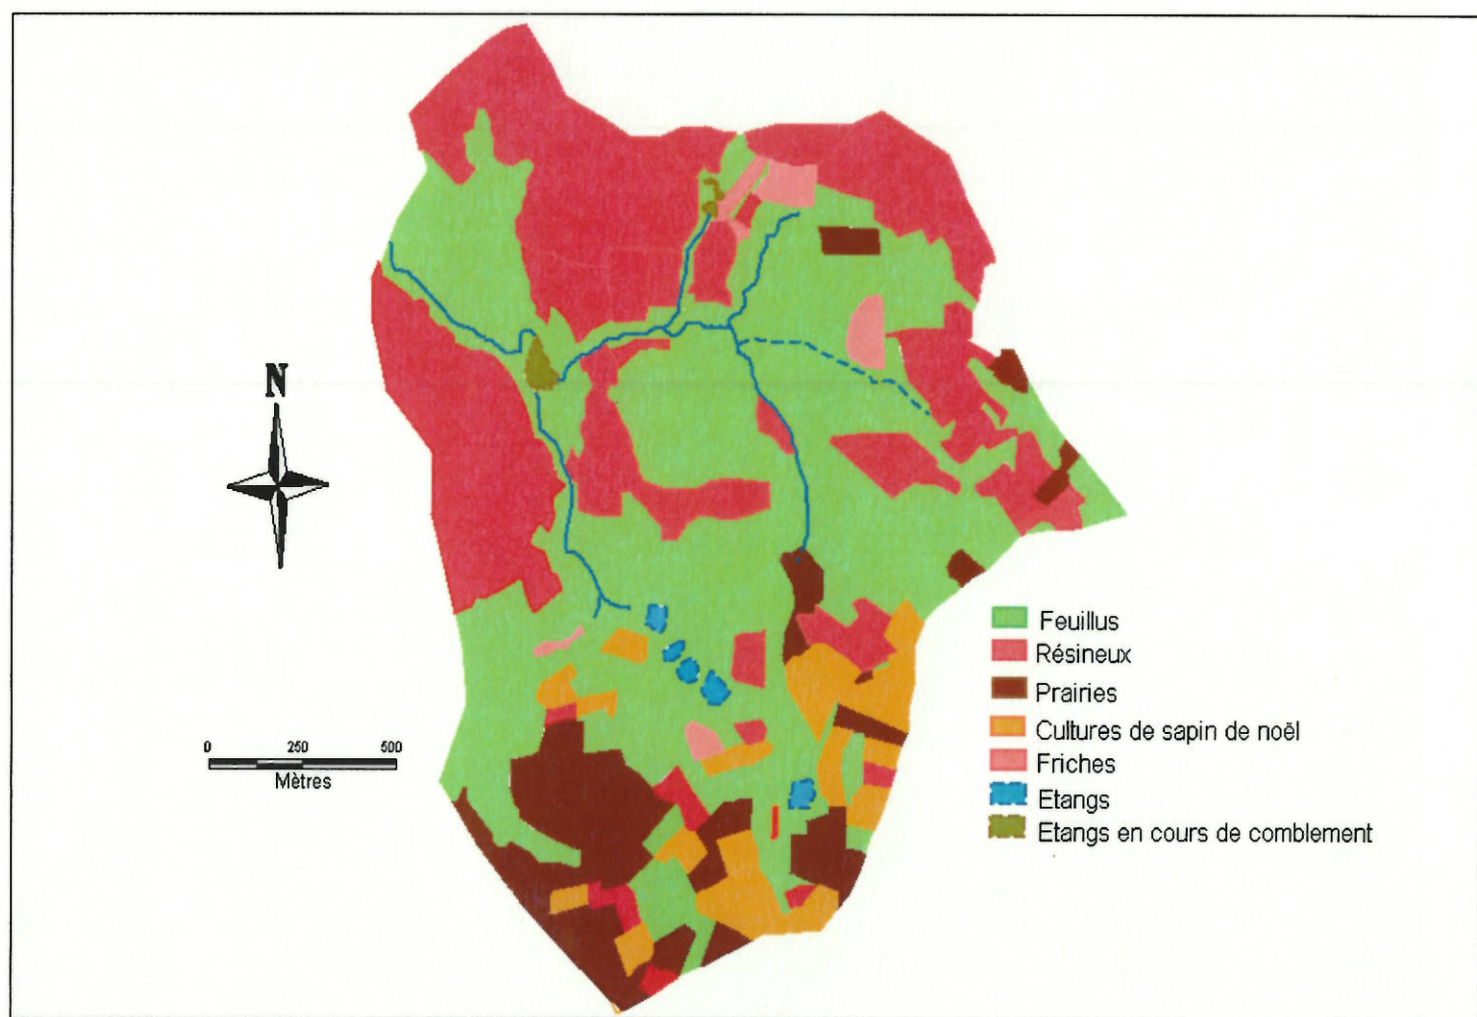 N
0 250 500
Mètres
Feuillus
Résineux
Prairies
Cultures de sapin de noël
Friches
Etangs
Etangs en cours de comblement